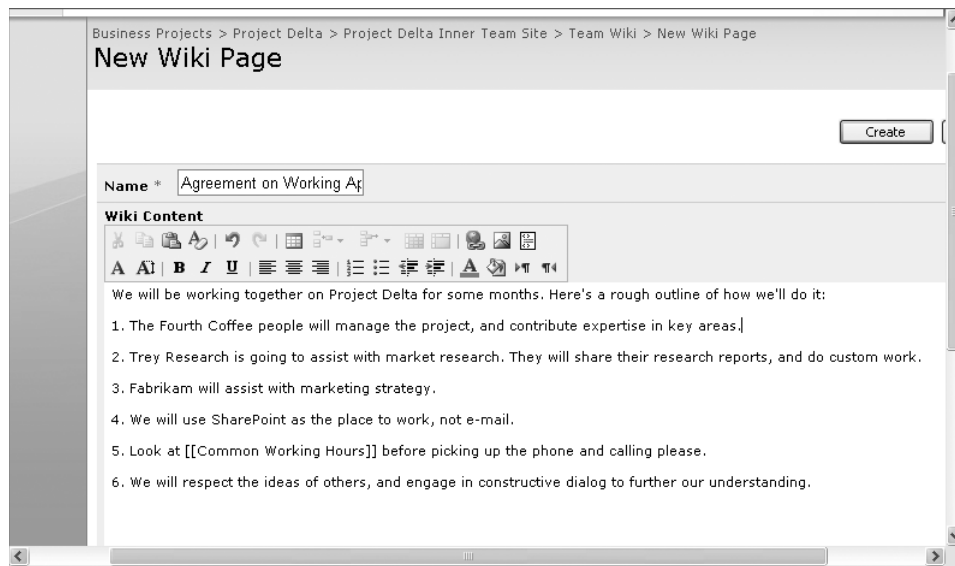 Business Projects > Project Delta > Project Delta Inner Team Site > Team Wiki > New Wiki Page
New Wiki Page
Create
Name * Agreement on Working Ap
Wiki Content
A A B I U A
We will be working together on Project Delta for some months. Here's a rough outline of how we'll do it:
1. The Fourth Coffee people will manage the project, and contribute expertise in key areas.
2. Trey Research is going to assist with market research. They will share their research reports, and do custom work.
3. Fabrikam will assist with marketing strategy.
4. We will use SharePoint as the place to work, not e-mail.
5. Look at [[Common Working Hours]] before picking up the phone and calling please.
6. We will respect the ideas of others, and engage in constructive dialog to further our understanding.